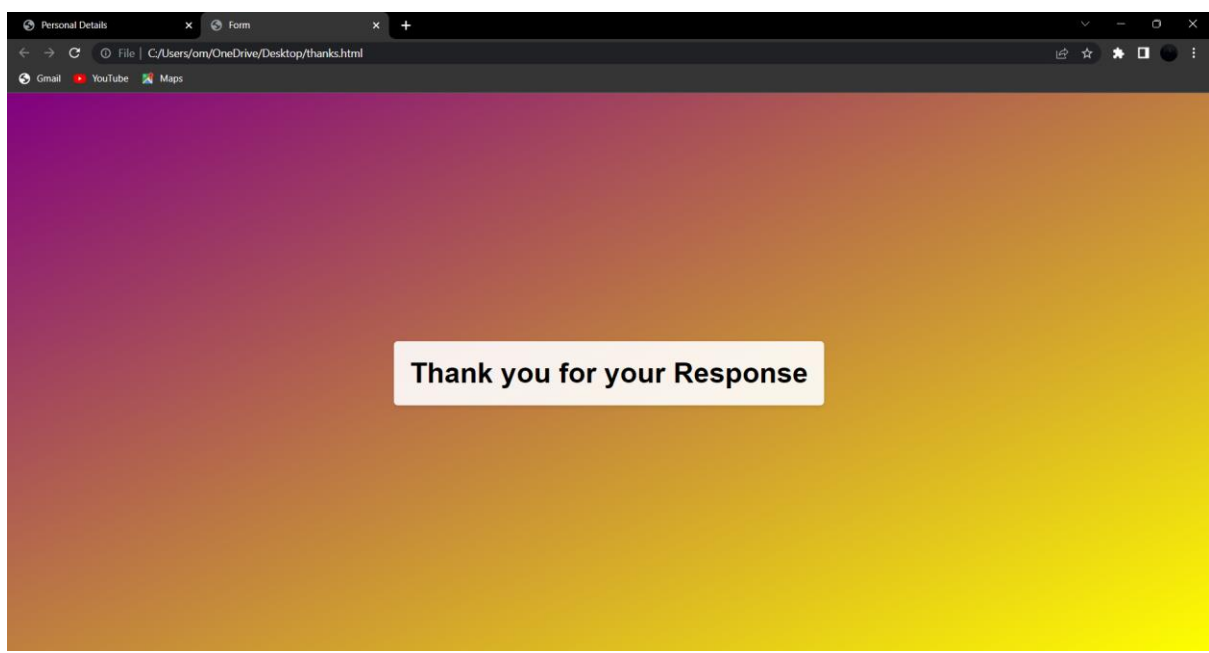 Personal Details
Form
File | C:/Users/om/OneDrive/Desktop/thanks.html
Gmail YouTube Maps
Thank you for your Response